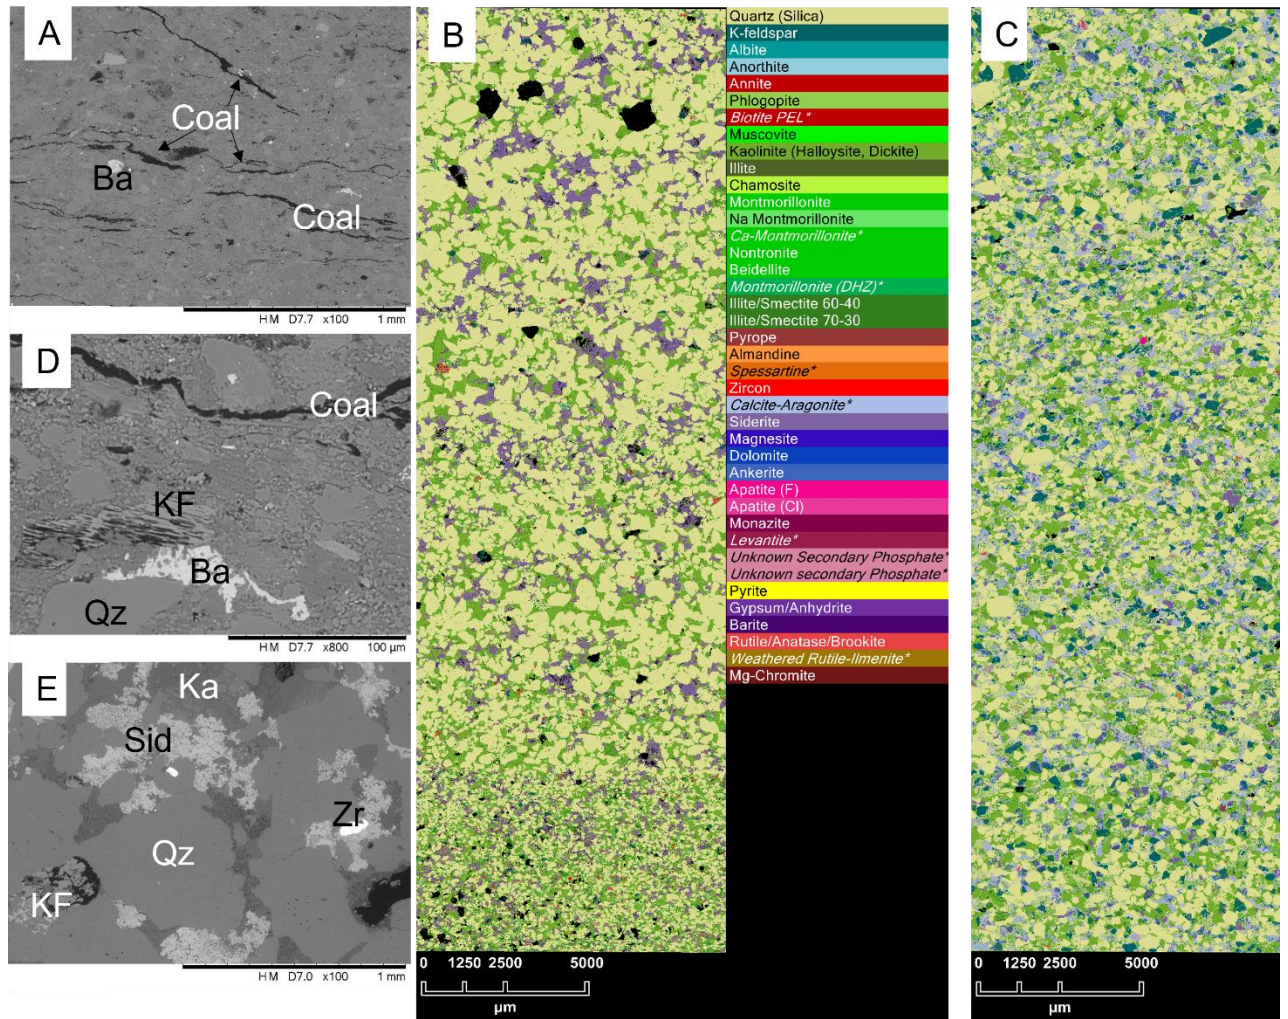 A
Coal
Ba
Coal
HM D7.7 x100 1 mm
D
Coal
KF
Ba
Qz
HM D7.7 x800 100 µm
E
Ka
Sid
Zr
Qz
KF
HM D7.0 x100 1 mm
B
Quartz (Silica)
K-feldspar
Albite
Anorthite
Annite
Phlogopite
Biotite PEL*
Muscovite
Kaolinite (Halloysite, Dickite)
Illite
Chamosite
Montmorillonite
Na Montmorillonite
Ca-Montmorillonite*
Nontronite
Beidellite
Montmorillonite (DHZ)*
Illite/Smectite 60-40
Illite/Smectite 70-30
Pyrope
Almandine
Spessartine*
Zircon
Calcite-Aragonite*
Siderite
Magnesite
Dolomite
Ankerite
Apatite (F)
Apatite (Cl)
Monazite
Levantite*
Unknown Secondary Phosphate*
Unknown secondary Phosphate*
Pyrite
Gypsum/Anhydrite
Barite
Rutile/Anatase/Brookite
Weathered Rutile-Ilmenite*
Mg-Chromite
0 1250 2500 5000
µm
C
0 1250 2500 5000
µm